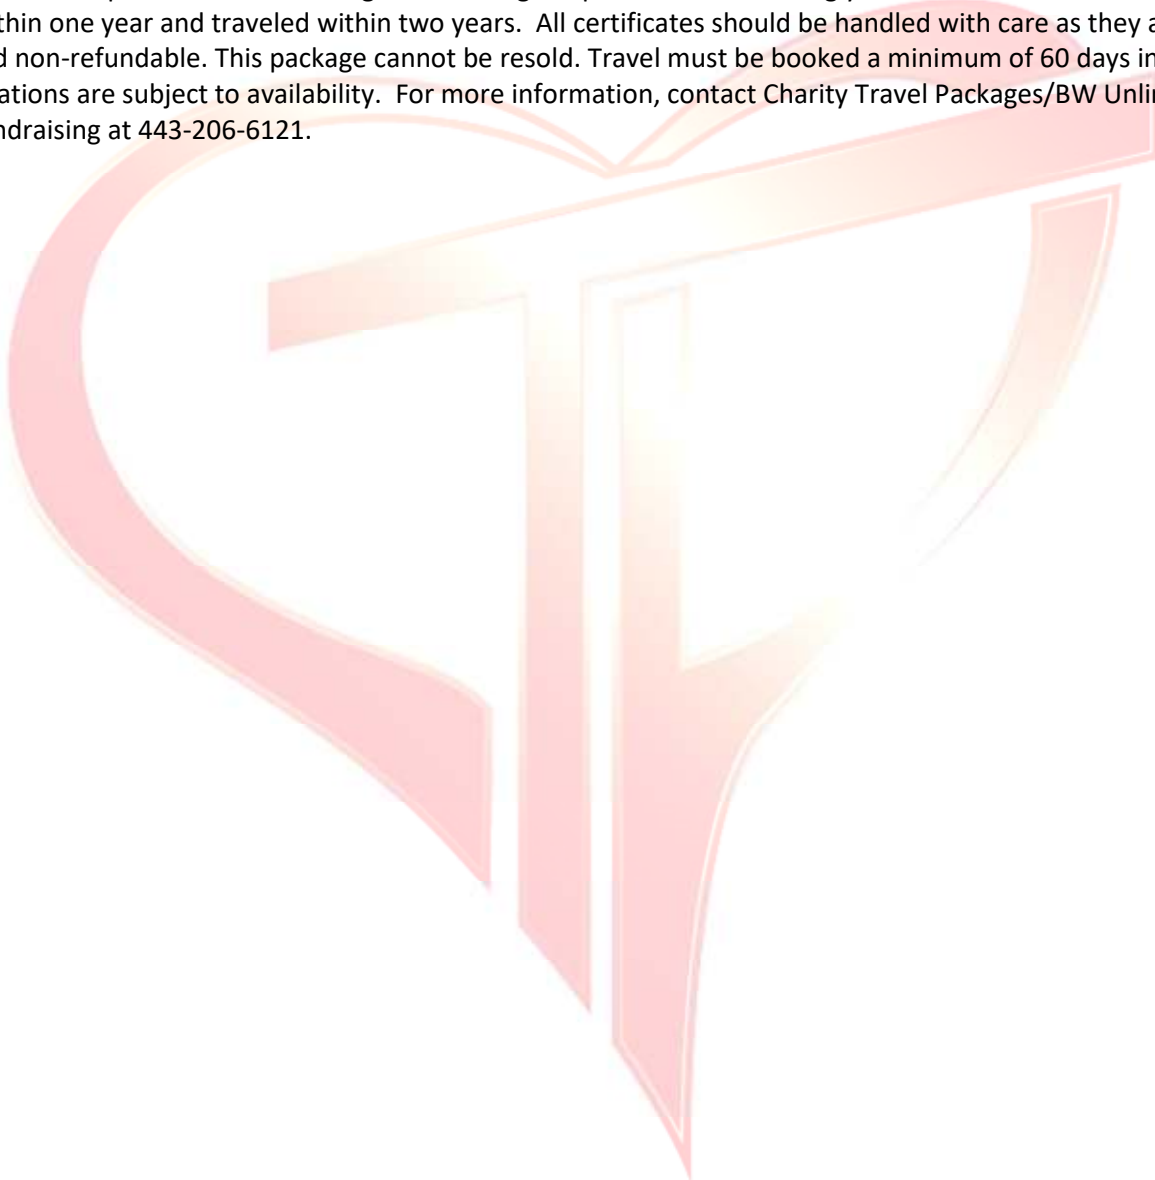 thin one year and traveled within two years.  All certificates should be handled with care as they a
d non-refundable. This package cannot be resold. Travel must be booked a minimum of 60 days in
ations are subject to availability.  For more information, contact Charity Travel Packages/BW Unlin
ndraising at 443-206-6121.